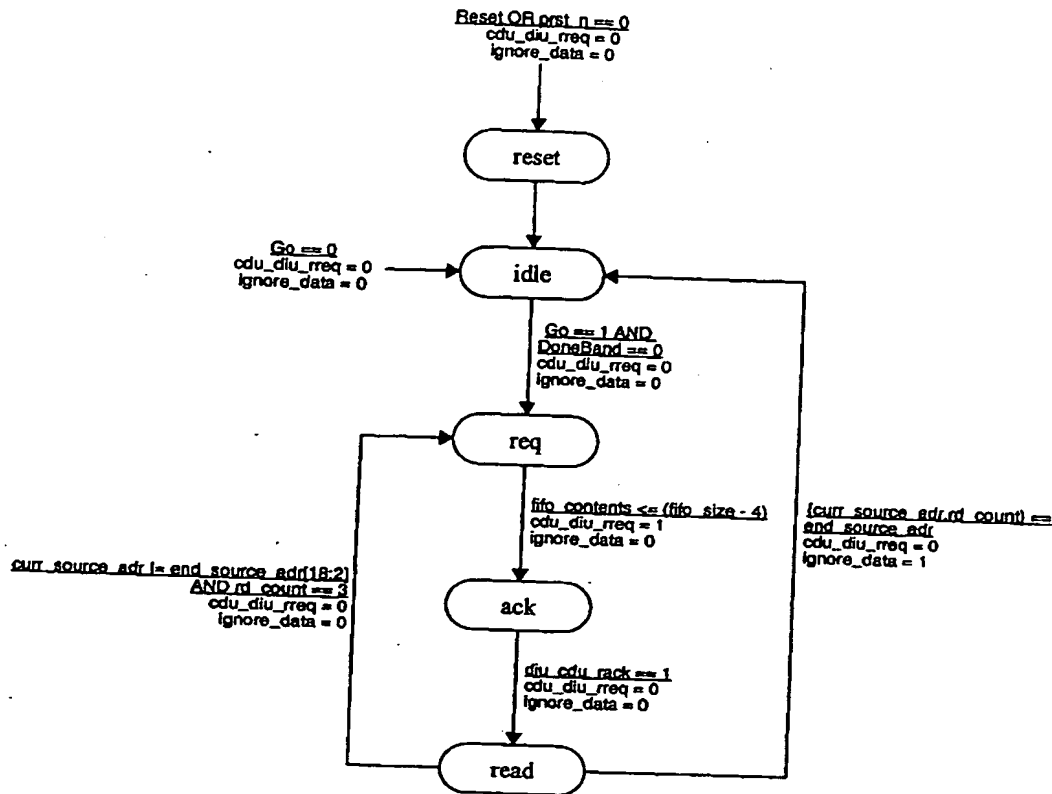 Reset OR prst_n == 0
cdu_diu_rreq = 0
ignore_data = 0
reset
Go == 0
cdu_diu_rreq = 0
ignore_data = 0
idle
Go == 1 AND
DoneBand == 0
cdu_diu_rreq = 0
ignore_data = 0
req
fifo_contents <= (fifo_size - 4)
cdu_diu_rreq = 1
ignore_data = 0
{curr_source_adr,rd_count} ==
end_source_adr
cdu_diu_rreq = 0
ignore_data = 1
curr_source_adr != end_source_adr[18:2]
AND rd_count == 3
cdu_diu_rreq = 0
ignore_data = 0
ack
diu_cdu_rack == 1
cdu_diu_rreq = 0
ignore_data = 0
read